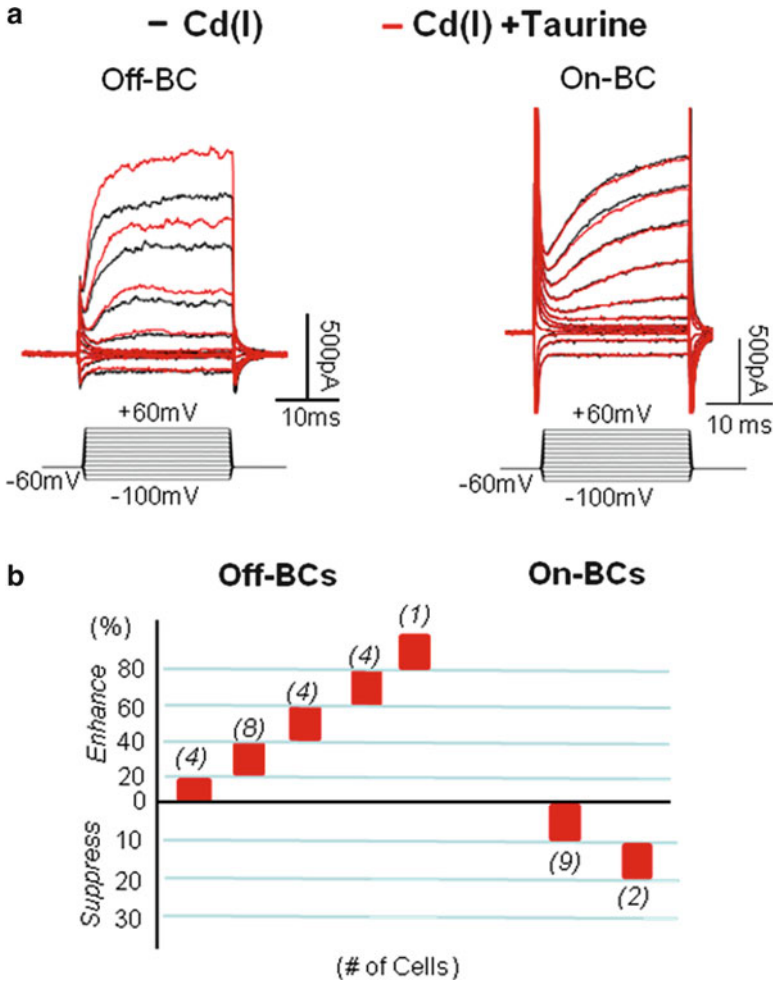 a
– Cd(I) – Cd(I) +Taurine
Off-BC On-BC
500pA 500pA
10ms 10 ms
+60mV +60mV
-60mV -60mV
-100mV -100mV
b
Off-BCs On-BCs
(%)
Enhance
80
60
40
20
0
(4) (8) (4) (4) (1)
Suppress
10
20
30
(9) (2)
(# of Cells)